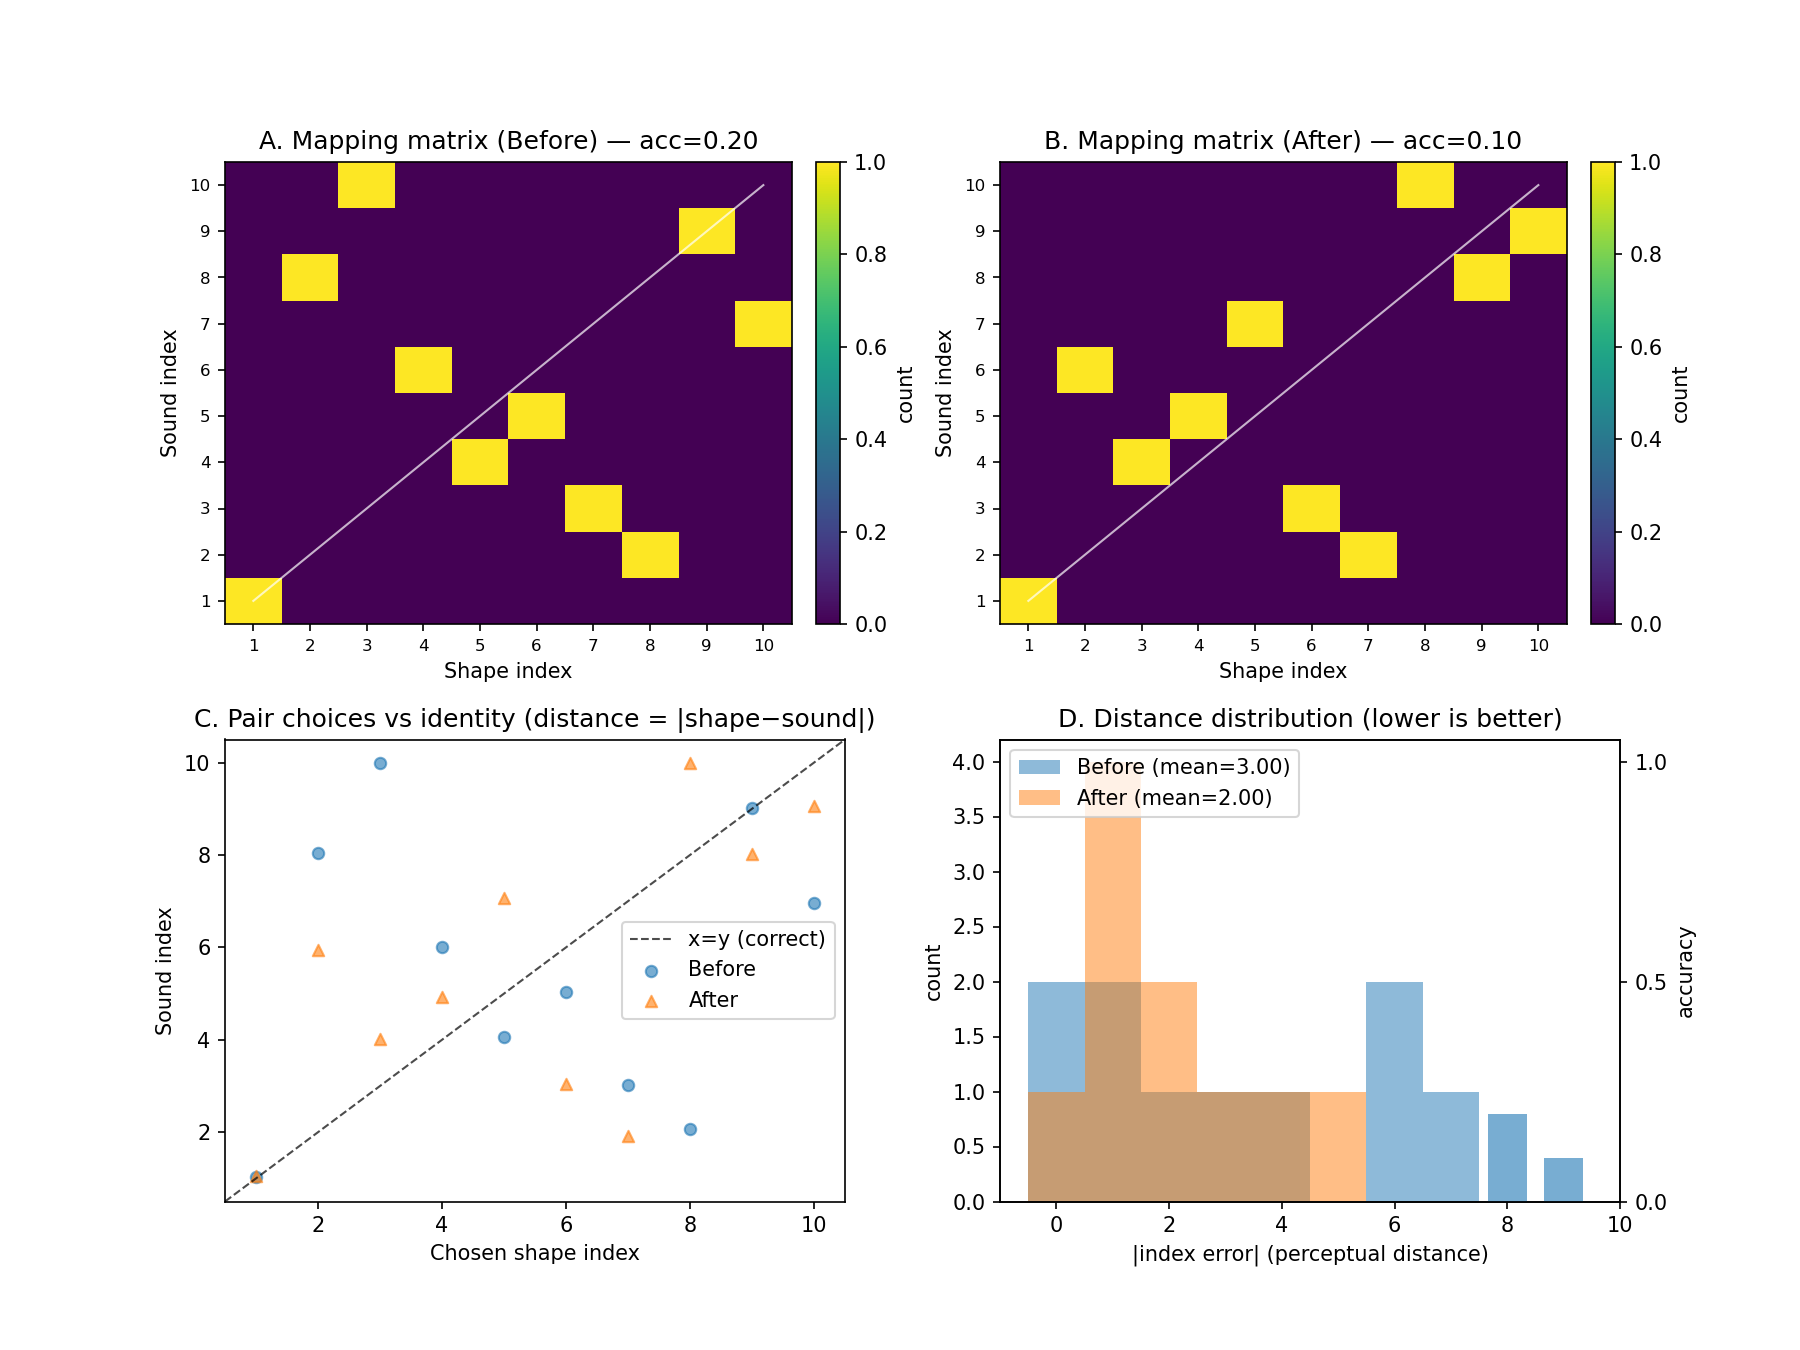 A. Mapping matrix (Before) — acc=0.20
10
9
8
7
6
5
4
3
2
1
Sound index
1 2 3 4 5 6 7 8 9 10
Shape index
1.0
0.8
0.6
0.4
0.2
0.0
count
B. Mapping matrix (After) — acc=0.10
10
9
8
7
6
5
4
3
2
1
Sound index
1 2 3 4 5 6 7 8 9 10
Shape index
1.0
0.8
0.6
0.4
0.2
0.0
count
C. Pair choices vs identity (distance = |shape−sound|)
10
8
6
4
2
Sound index
x=y (correct)
Before
After
2 4 6 8 10
Chosen shape index
D. Distance distribution (lower is better)
Before (mean=3.00)
After (mean=2.00)
4.0
3.5
3.0
2.5
2.0
1.5
1.0
0.5
0.0
count
0 2 4 6 8 10
|index error| (perceptual distance)
1.0
0.5
0.0
accuracy